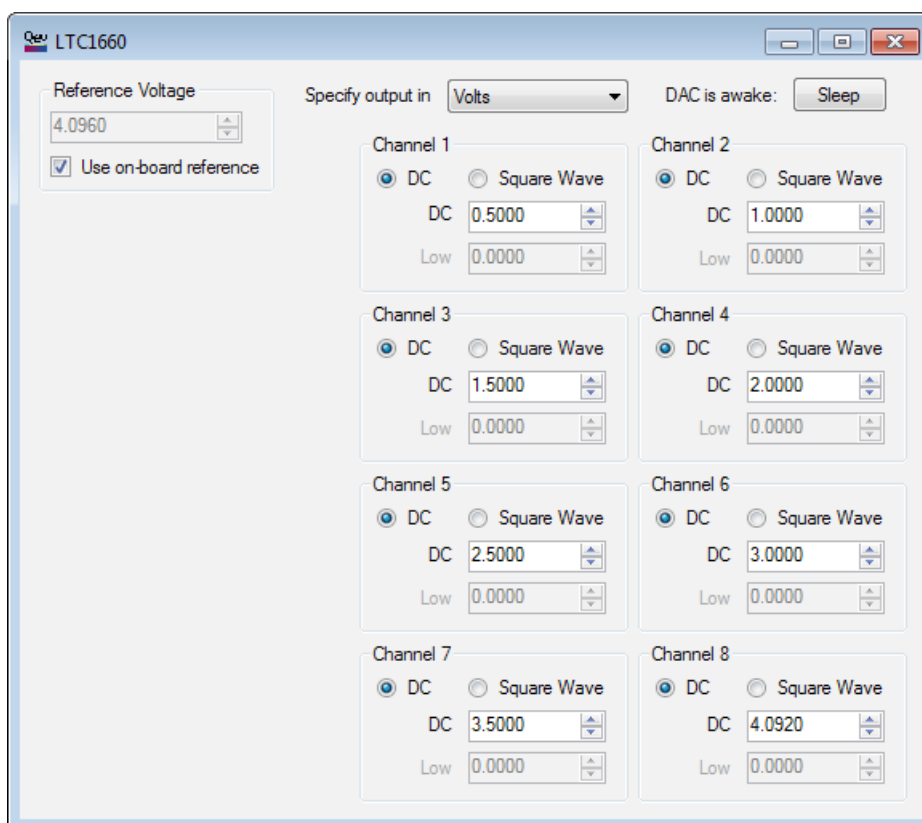 Qev LTC1660
Reference Voltage
4.0960
Use on-board reference
Specify output in Volts
DAC is awake: Sleep
Channel 1
DC Square Wave
DC 0.5000
Low 0.0000
Channel 2
DC Square Wave
DC 1.0000
Low 0.0000
Channel 3
DC Square Wave
DC 1.5000
Low 0.0000
Channel 4
DC Square Wave
DC 2.0000
Low 0.0000
Channel 5
DC Square Wave
DC 2.5000
Low 0.0000
Channel 6
DC Square Wave
DC 3.0000
Low 0.0000
Channel 7
DC Square Wave
DC 3.5000
Low 0.0000
Channel 8
DC Square Wave
DC 4.0920
Low 0.0000